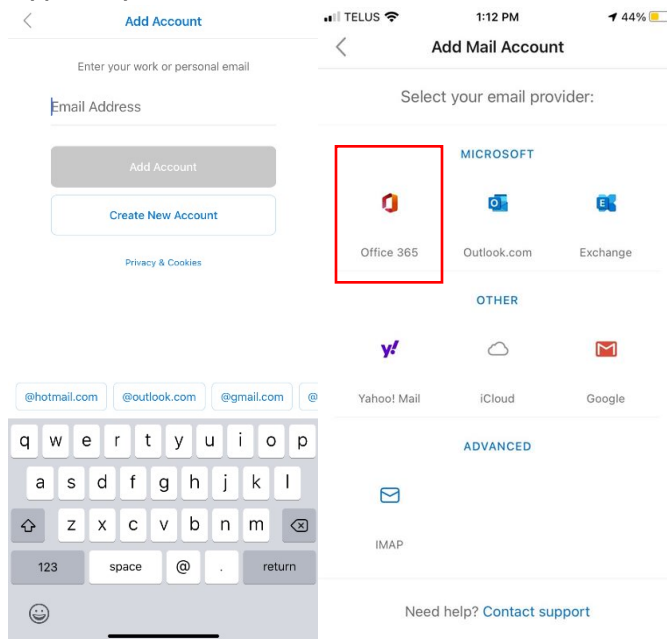 Add Account
Enter your work or personal email
Email Address
Add Account
Create New Account
Privacy & Cookies
@hotmail.com @outlook.com @gmail.com @
q w e r t y u i o p
a s d f g h j k l
z x c v b n m
123 space @ . return
TELUS 1:12 PM 44%
Add Mail Account
Select your email provider:
MICROSOFT
Office 365 Outlook.com Exchange
OTHER
Yahoo! Mail iCloud Google
ADVANCED
IMAP
Need help? Contact support